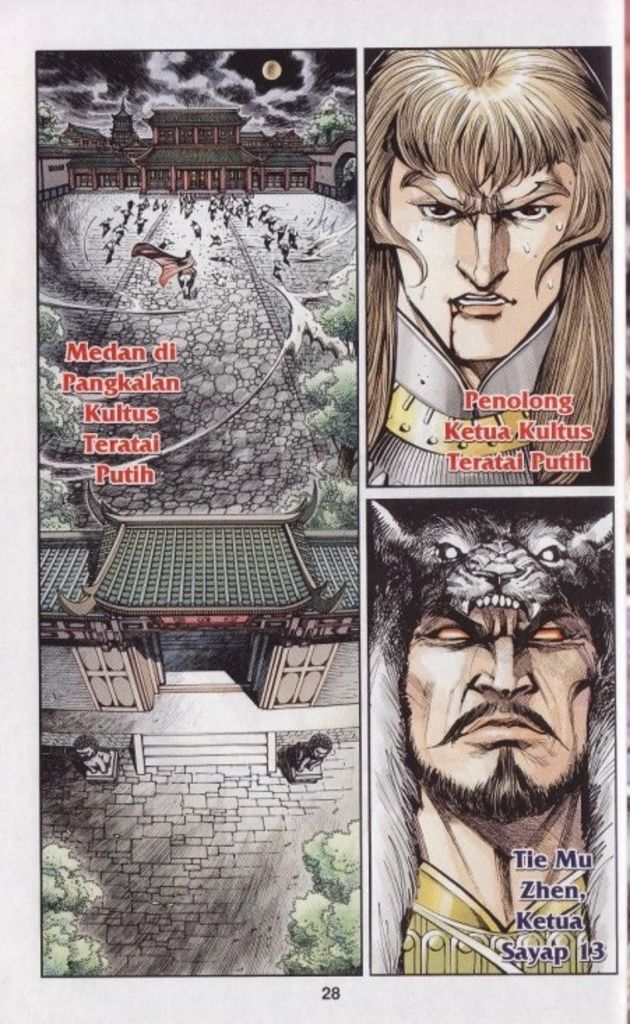 Medan di
Pangkalan
Kultus
Teratai
Putih
Penolong
Ketua Kultus
Teratai Putih
Tie Mu
Zhen,
Ketua
Sayap 13
28